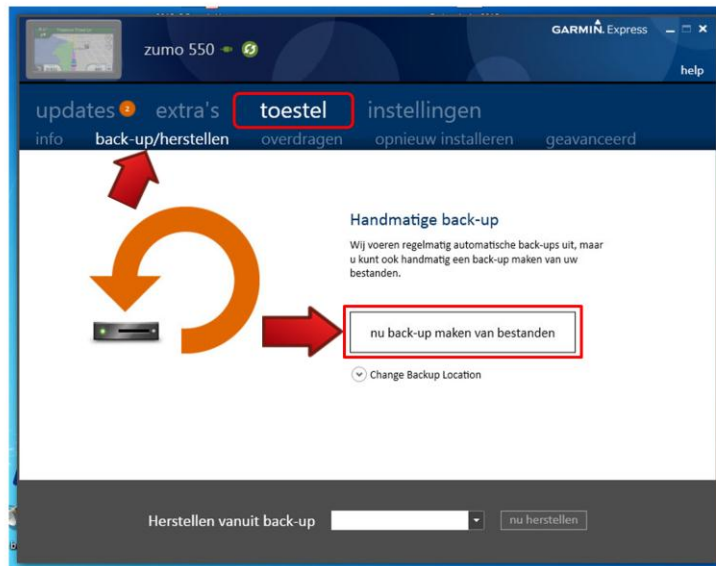 zumo 550
GARMIN. Express
help
updates 2 extra's toestel instellingen
info back-up/herstellen overdragen opnieuw installeren geavanceerd
Handmatige back-up
Wij voeren regelmatig automatische back-ups uit, maar
u kunt ook handmatig een back-up maken van uw
bestanden.
nu back-up maken van bestanden
Change Backup Location
Herstellen vanuit back-up
nu herstellen